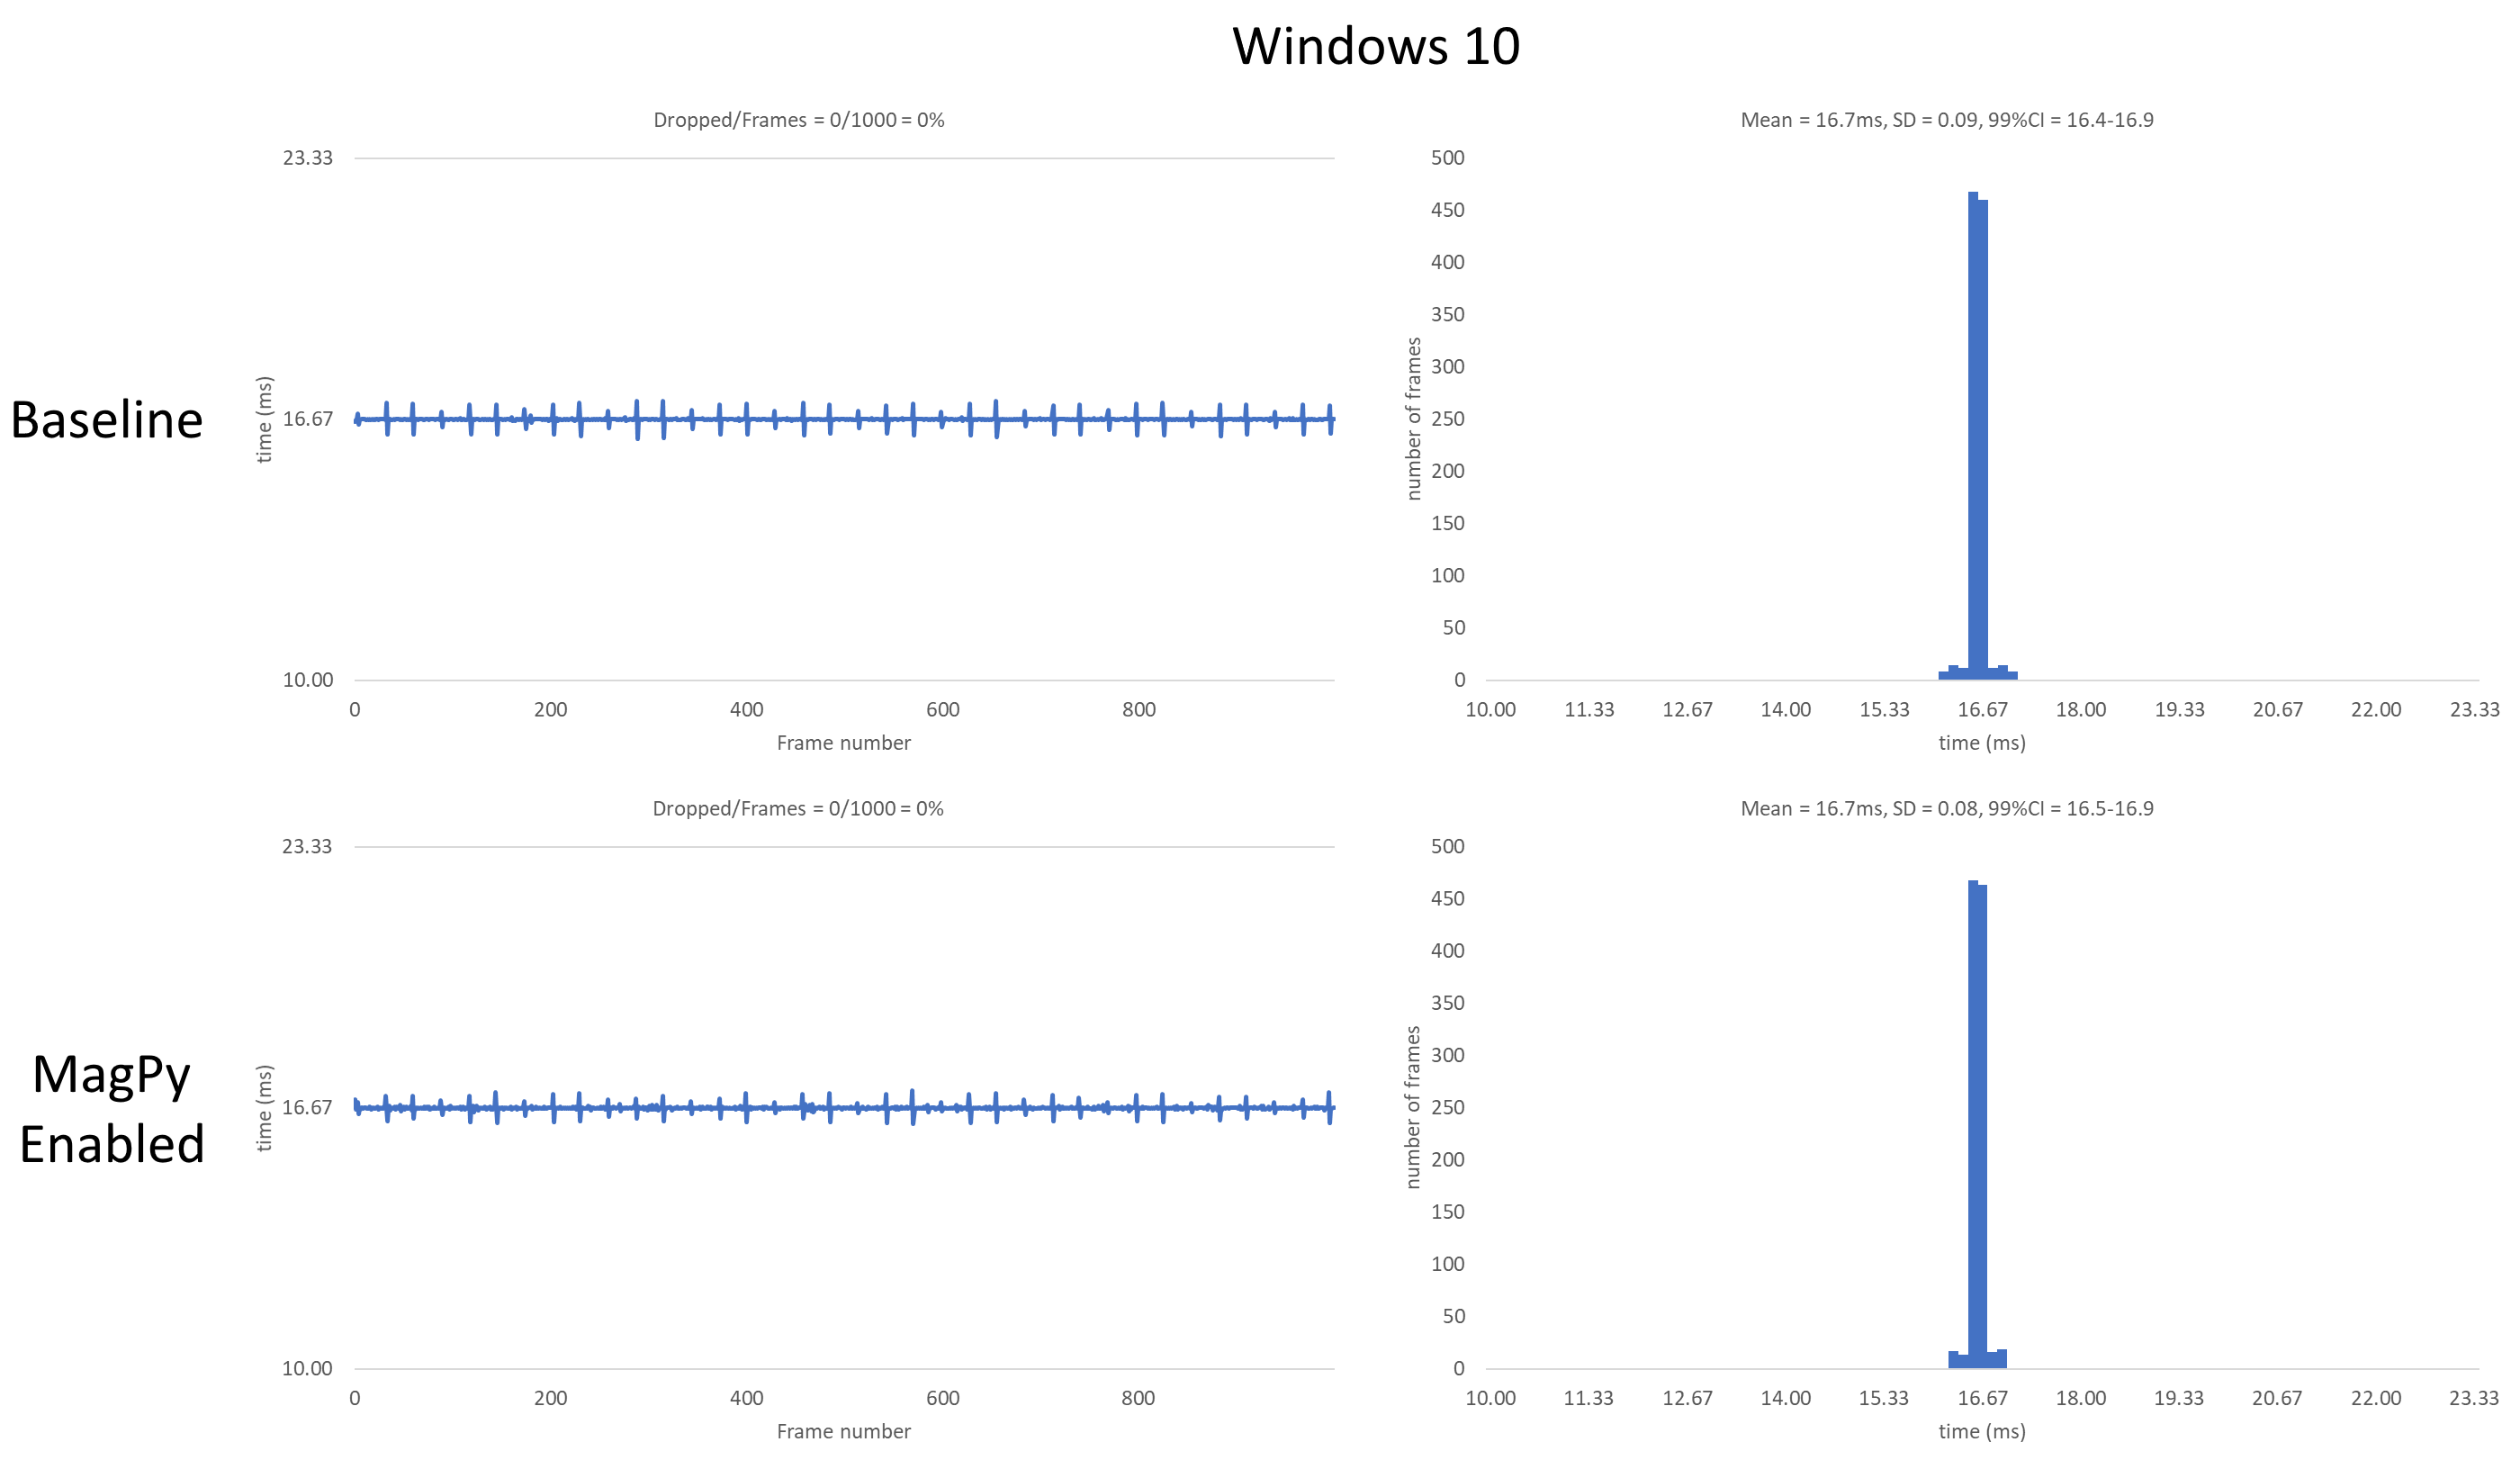 Windows 10
Baseline
Dropped/Frames = 0/1000 = 0%
23.33
16.67
10.00
time (ms)
0 200 400 600 800
Frame number
Mean = 16.7ms, SD = 0.09, 99%CI = 16.4-16.9
500
450
400
350
300
250
200
150
100
50
0
number of frames
10.00 11.33 12.67 14.00 15.33 16.67 18.00 19.33 20.67 22.00 23.33
time (ms)
MagPy
Enabled
Dropped/Frames = 0/1000 = 0%
23.33
16.67
10.00
time (ms)
0 200 400 600 800
Frame number
Mean = 16.7ms, SD = 0.08, 99%CI = 16.5-16.9
500
450
400
350
300
250
200
150
100
50
0
number of frames
10.00 11.33 12.67 14.00 15.33 16.67 18.00 19.33 20.67 22.00 23.33
time (ms)